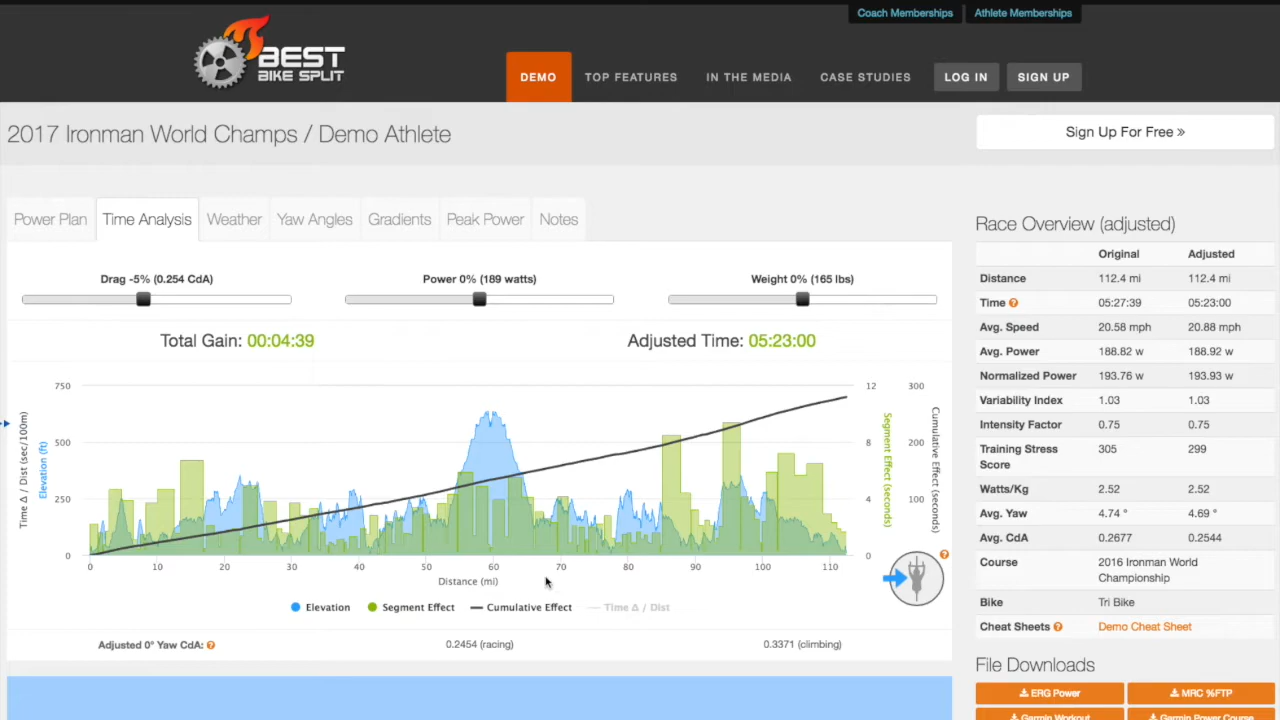 Coach Memberships Athlete Memberships
BEST
BIKE SPLIT
DEMO TOP FEATURES IN THE MEDIA CASE STUDIES LOG IN SIGN UP
2017 Ironman World Champs / Demo Athlete
Sign Up For Free »
Power Plan Time Analysis Weather Yaw Angles Gradients Peak Power Notes
Drag -5% (0.254 CdA) Power 0% (189 watts) Weight 0% (165 lbs)
Total Gain: 00:04:39 Adjusted Time: 05:23:00
Time Δ / Dist (sec/100m)
Elevation (ft)
750
500
250
0
12 300
8 200
4 100
0 0
Segment Effect (seconds)
Cumulative Effect (seconds)
0 10 20 30 40 50 60 70 80 90 100 110
Distance (mi)
Elevation Segment Effect Cumulative Effect Time Δ / Dist
?
Adjusted 0° Yaw CdA: ? 0.2454 (racing) 0.3371 (climbing)
Race Overview (adjusted)
Original Adjusted
Distance 112.4 mi 112.4 mi
Time ? 05:27:39 05:23:00
Avg. Speed 20.58 mph 20.88 mph
Avg. Power 188.82 w 188.92 w
Normalized Power 193.76 w 193.93 w
Variability Index 1.03 1.03
Intensity Factor 0.75 0.75
Training Stress
Score 305 299
Watts/Kg 2.52 2.52
Avg. Yaw 4.74 ° 4.69 °
Avg. CdA 0.2677 0.2544
Course 2016 Ironman World
Championship
Bike Tri Bike
Cheat Sheets ? Demo Cheat Sheet
File Downloads
ERG Power MRC %FTP
Garmin Workout Garmin Power Course